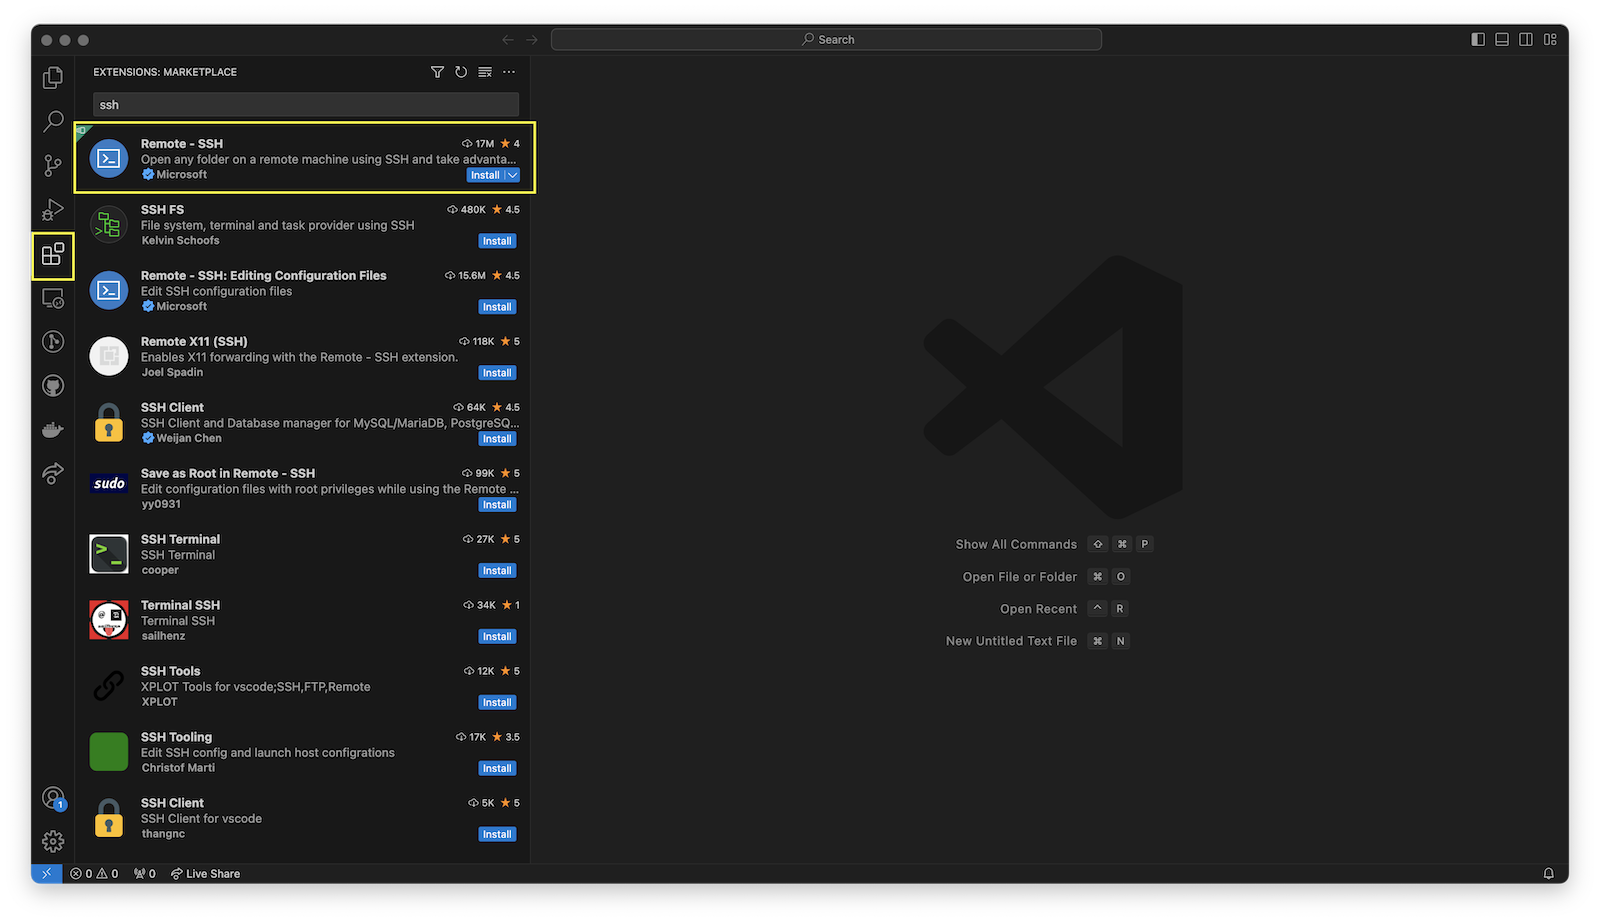 Search
EXTENSIONS: MARKETPLACE
ssh
Remote - SSH 17M 4
Open any folder on a remote machine using SSH and take advanta...
Microsoft Install
SSH FS 480K 4.5
File system, terminal and task provider using SSH
Kelvin Schoofs Install
Remote - SSH: Editing Configuration Files 15.6M 4.5
Edit SSH configuration files
Microsoft Install
Remote X11 (SSH) 118K 5
Enables X11 forwarding with the Remote - SSH extension.
Joel Spadin Install
SSH Client 64K 4.5
SSH Client and Database manager for MySQL/MariaDB, PostgreSQ...
Weijan Chen Install
sudo
Save as Root in Remote - SSH 99K 5
Edit configuration files with root privileges while using the Remote ...
yy0931 Install
SSH Terminal 27K 5
SSH Terminal
cooper Install
Terminal SSH 34K 1
Terminal SSH
sailhenz Install
SSH Tools 12K 5
XPLOT Tools for vscode;SSH,FTP,Remote
XPLOT Install
SSH Tooling 17K 3.5
Edit SSH config and launch host configrations
Christof Marti Install
SSH Client 5K 5
SSH Client for vscode
thangnc Install
Show All Commands ⇧ ⌘ P
Open File or Folder ⌘ O
Open Recent ^ R
New Untitled Text File ⌘ N
1
0 0 0 Live Share